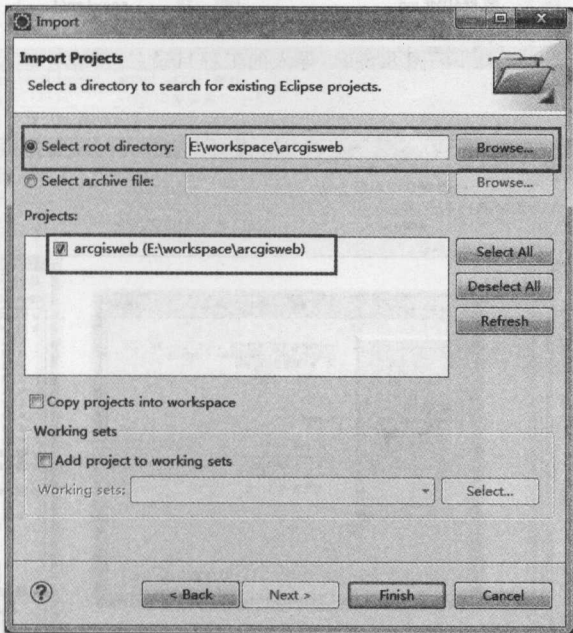 Import
Import Projects
Select a directory to search for existing Eclipse projects.
Select root directory: E:\workspace\arcgisweb Browse...
Select archive file: Browse...
Projects:
arcgisweb (E:\workspace\arcgisweb)
Select All
Deselect All
Refresh
Copy projects into workspace
Working sets
Add project to working sets
Working sets: Select...
? < Back Next > Finish Cancel